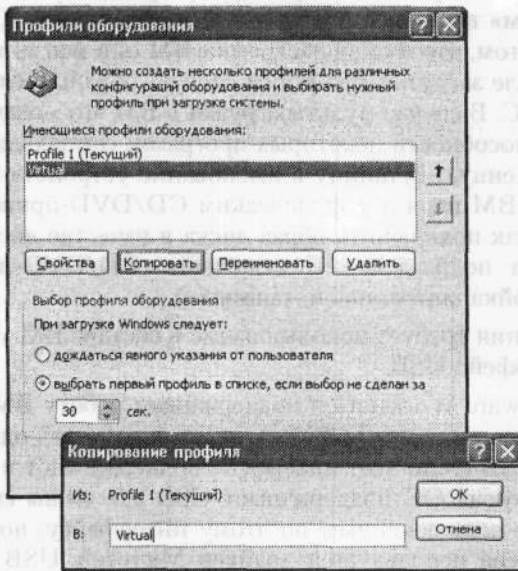 Профили оборудования
Можно создать несколько профилей для различных
конфигураций оборудования и выбирать нужный
профиль при загрузке системы.
Имеющиеся профили оборудования:
Profile 1 (Текущий)
Virtual
Свойства
Копировать
Переименовать
Удалить
Выбор профиля оборудования
При загрузке Windows следует:
дождаться явного указания от пользователя
выбрать первый профиль в списке, если выбор не сделан за
30 сек.
Копирование профиля
Из: Profile 1 (Текущий)
OK
В: Virtual
Отмена